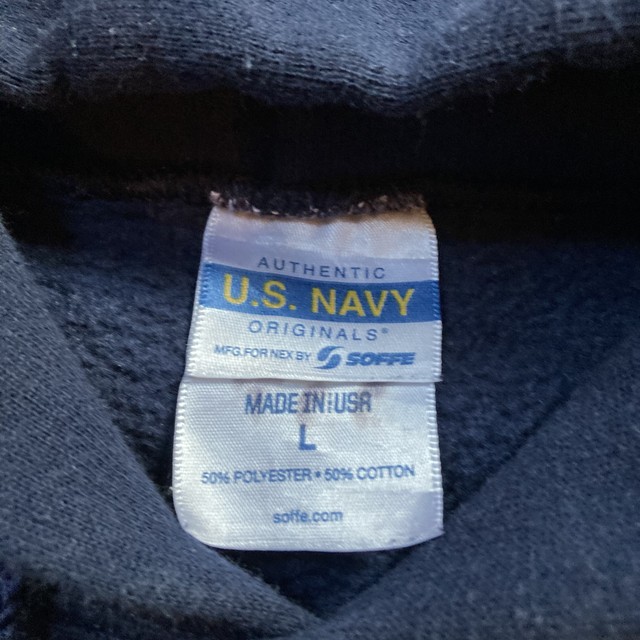 AUTHENTIC
U.S. NAVY
ORIGINALS®
MFG.FOR NEX BY SOFFE
MADE IN USA
L
50% POLYESTER • 50% COTTON
soffe.com